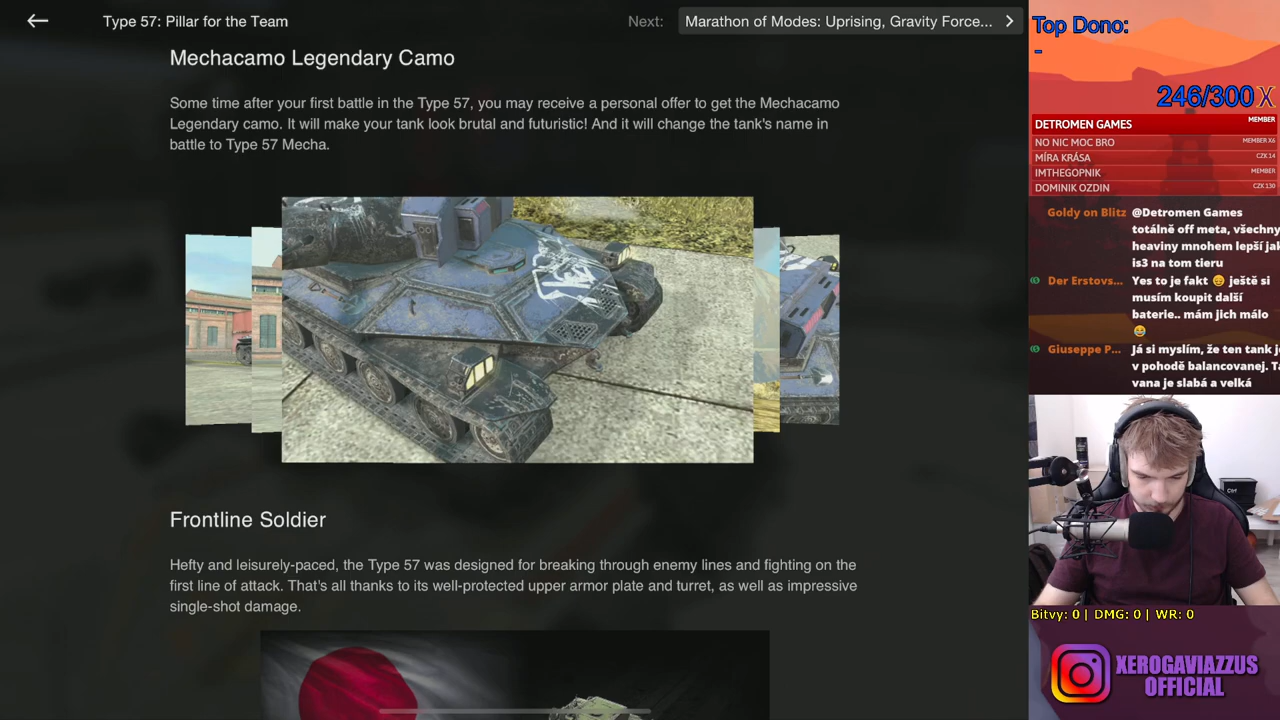 Type 57: Pillar for the Team
Next:
Marathon of Modes: Uprising, Gravity Force...
Mechacamo Legendary Camo
Some time after your first battle in the Type 57, you may receive a personal offer to get the Mechacamo
Legendary camo. It will make your tank look brutal and futuristic! And it will change the tank's name in
battle to Type 57 Mecha.
Frontline Soldier
Hefty and leisurely-paced, the Type 57 was designed for breaking through enemy lines and fighting on the
first line of attack. That's all thanks to its well-protected upper armor plate and turret, as well as impressive
single-shot damage.
Top Dono:
-
246/300 X
DETROMEN GAMES MEMBER
NO NIC MOC BRO MEMBER X6
MÍRA KRÁSA CZK 14
IMTHEGOPNIK MEMBER
DOMINIK OZDIN CZK 130
Goldy on Blitz @Detromen Games
totálně off meta, všechny
heaviny mnohem lepší jak
is3 na tom tieru
Der Erstovs... Yes to je fakt 😔 ještě si
musím koupit další
baterie.. mám jich málo
😂
Giuseppe P... Já si myslím, že ten tank je
v pohodě balancovanej.
vana je slabá a velká
Bitvy: 0 | DMG: 0 | WR: 0
XEROGAVIAZZUS
OFFICIAL